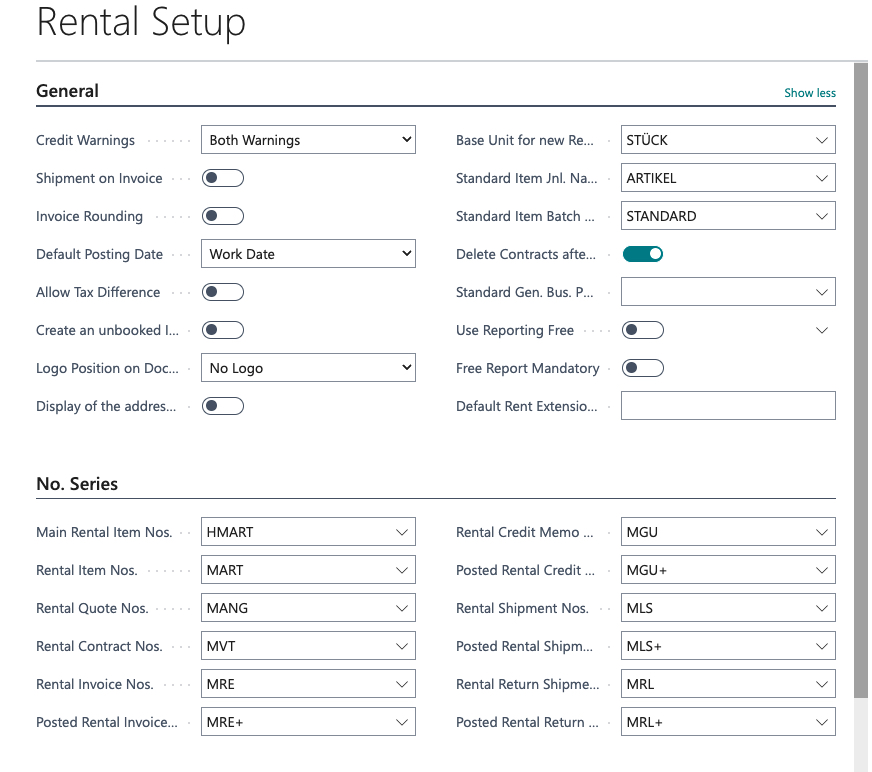 Rental Setup
General
Show less
Credit Warnings Both Warnings
Shipment on Invoice
Invoice Rounding
Default Posting Date Work Date
Allow Tax Difference
Create an unbooked I...
Logo Position on Doc... No Logo
Display of the addres...
Base Unit for new Re... STÜCK
Standard Item Jnl. Na... ARTIKEL
Standard Item Batch ... STANDARD
Delete Contracts afte...
Standard Gen. Bus. P...
Use Reporting Free
Free Report Mandatory
Default Rent Extensio...
No. Series
Main Rental Item Nos. HMART
Rental Item Nos. MART
Rental Quote Nos. MANG
Rental Contract Nos. MVT
Rental Invoice Nos. MRE
Posted Rental Invoice... MRE+
Rental Credit Memo ... MGU
Posted Rental Credit ... MGU+
Rental Shipment Nos. MLS
Posted Rental Shipm... MLS+
Rental Return Shipme... MRL
Posted Rental Return ... MRL+